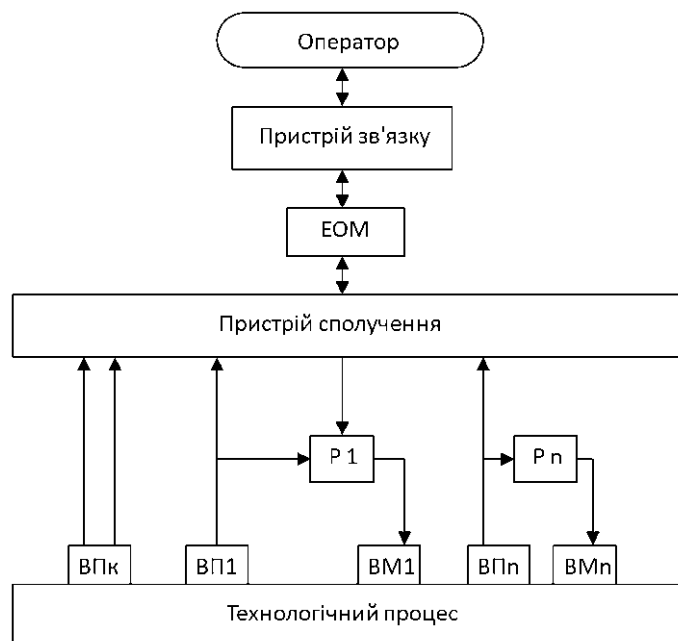 Оператор
Пристрій зв'язку
ЕОМ
Пристрій сполучення
Р 1
Р n
ВПк
ВП1
ВМ1
ВПn
ВМn
Технологічний процес